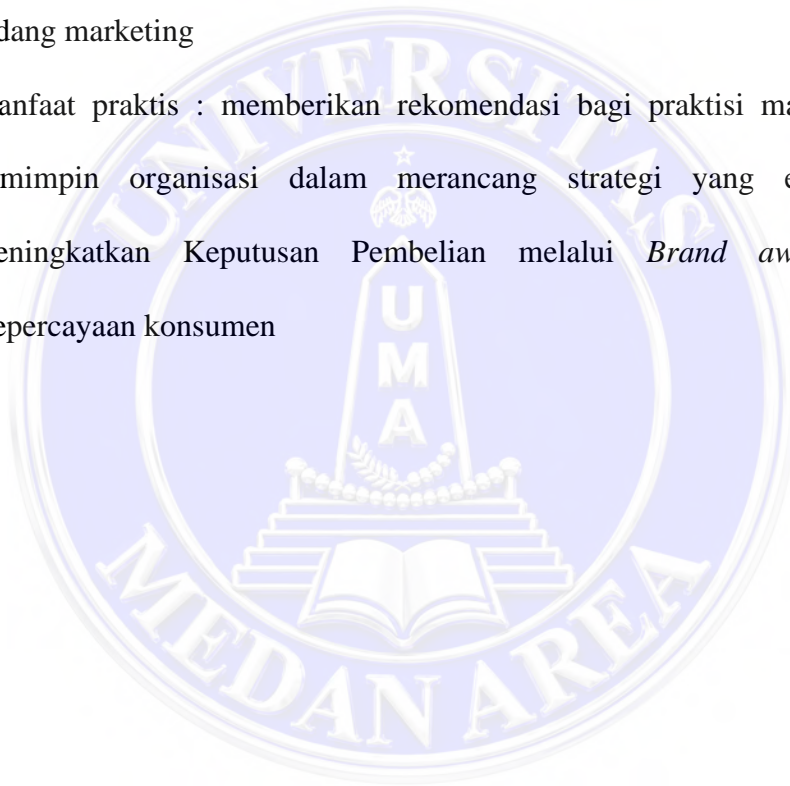 dang marketing
anfaat praktis : memberikan rekomendasi bagi praktisi ma
mimpin organisasi dalam merancang strategi yang e
eningkatkan Keputusan Pembelian melalui Brand aw
epercayaan konsumen
UNIVERSITAS
UMA
MEDAN AREA